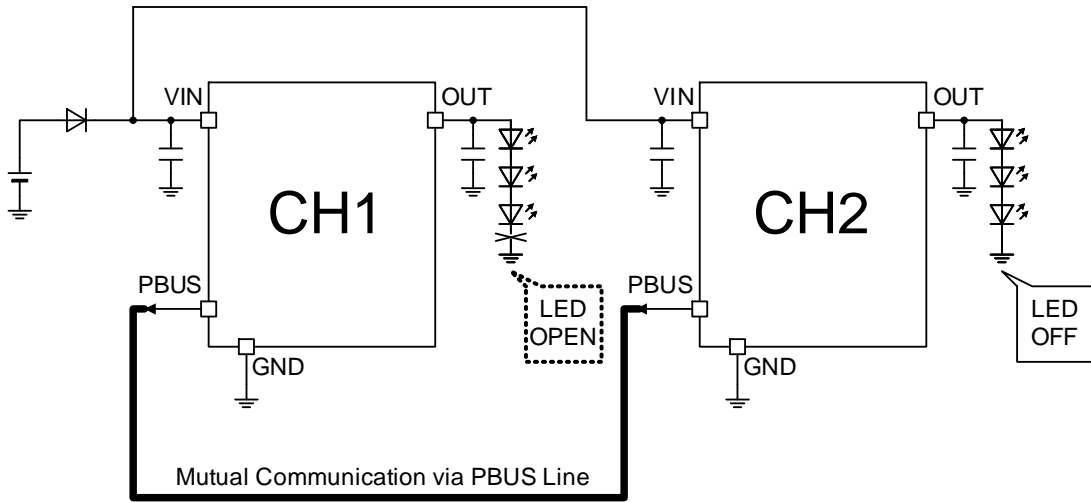 VIN
OUT
CH1
PBUS
GND
LED
OPEN
VIN
OUT
CH2
PBUS
GND
LED
OFF
Mutual Communication via PBUS Line